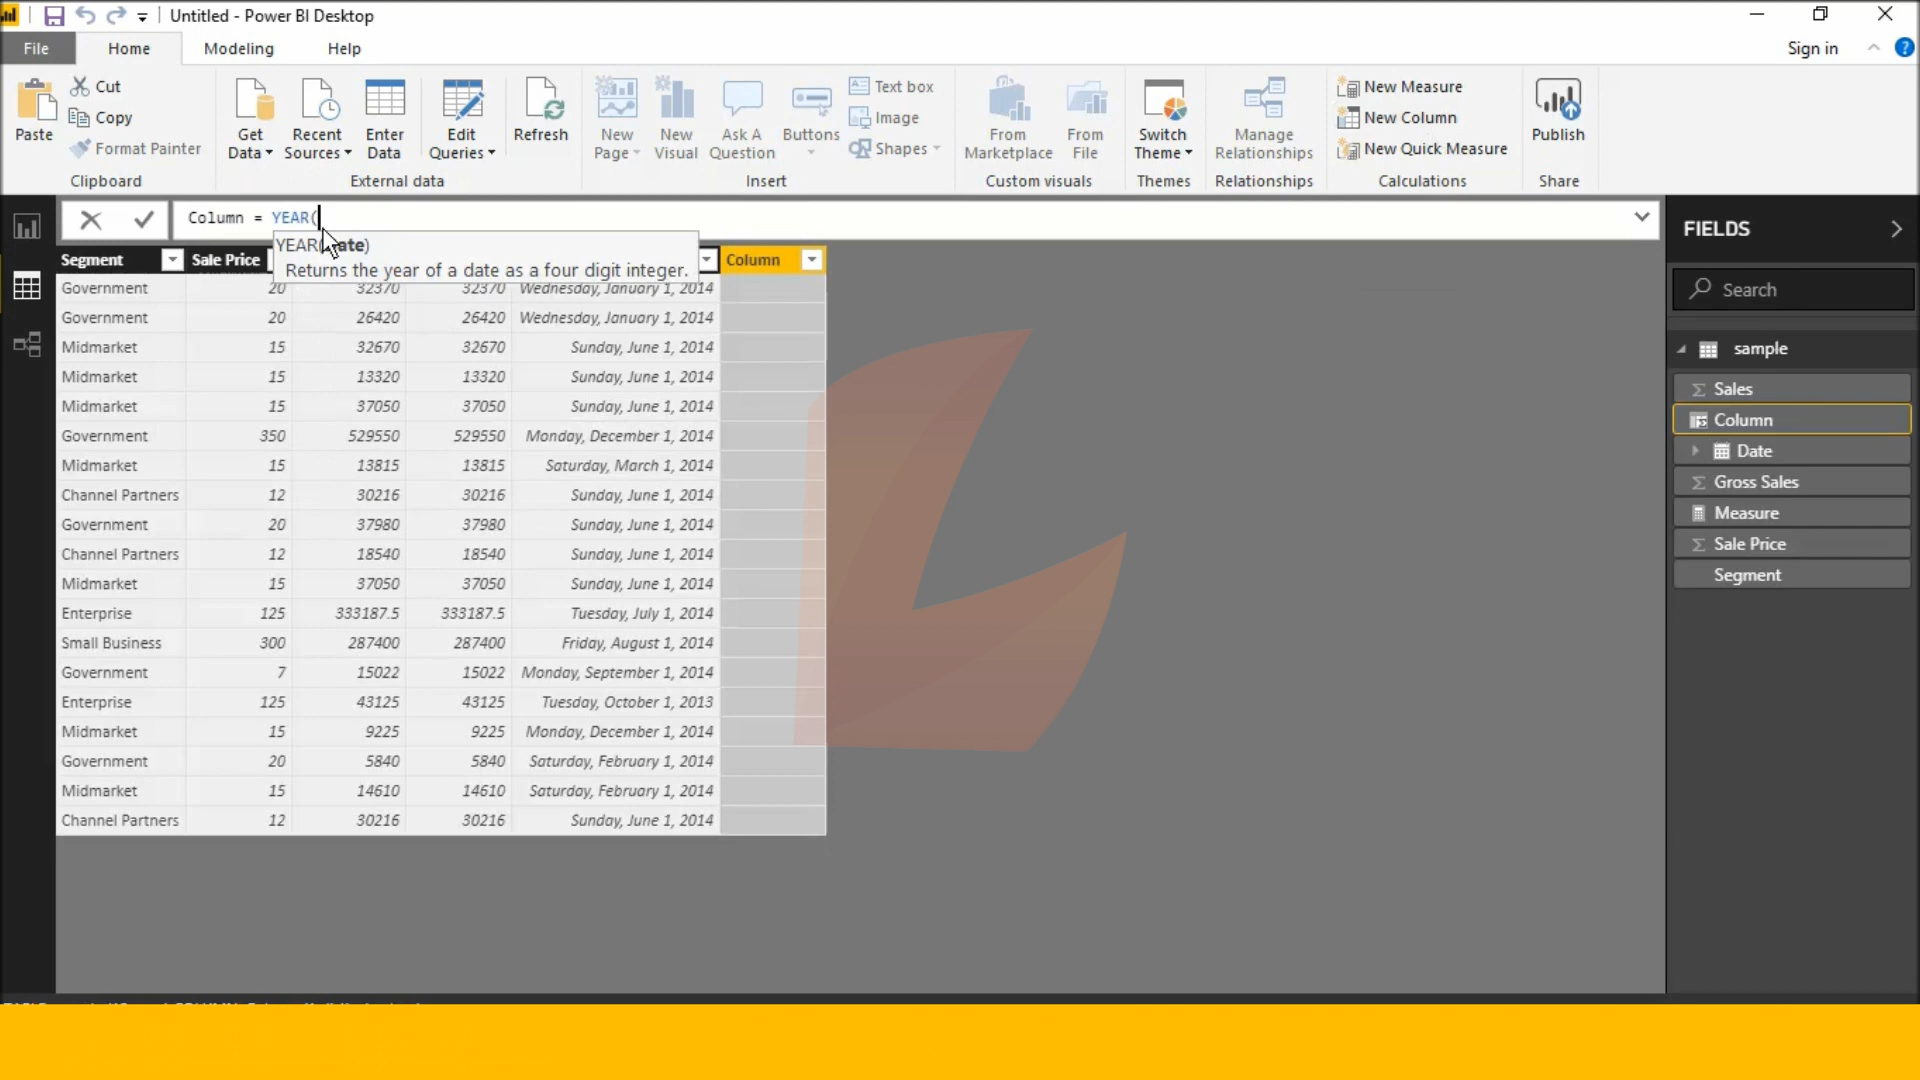 Untitled - Power BI Desktop
File Home Modeling Help Sign in
Paste
Cut
Copy
Format Painter
Clipboard
Get Data
Recent Sources
Enter Data
Edit Queries
Refresh
External data
New Page
New Visual
Ask A Question
Buttons
Text box
Image
Shapes
Insert
From Marketplace
From File
Custom visuals
Switch Theme
Themes
Manage Relationships
Relationships
New Measure
New Column
New Quick Measure
Calculations
Publish
Share
Column = YEAR(
Returns the year of a date as a four digit integer.
Segment Sale Price Column
Government 20 32370 32370 Wednesday, January 1, 2014
Government 20 26420 26420 Wednesday, January 1, 2014
Midmarket 15 32670 32670 Sunday, June 1, 2014
Midmarket 15 13320 13320 Sunday, June 1, 2014
Midmarket 15 37050 37050 Sunday, June 1, 2014
Government 350 529550 529550 Monday, December 1, 2014
Midmarket 15 13815 13815 Saturday, March 1, 2014
Channel Partners 12 30216 30216 Sunday, June 1, 2014
Government 20 37980 37980 Sunday, June 1, 2014
Channel Partners 12 18540 18540 Sunday, June 1, 2014
Midmarket 15 37050 37050 Sunday, June 1, 2014
Enterprise 125 333187.5 333187.5 Tuesday, July 1, 2014
Small Business 300 287400 287400 Friday, August 1, 2014
Government 7 15022 15022 Monday, September 1, 2014
Enterprise 125 43125 43125 Tuesday, October 1, 2013
Midmarket 15 9225 9225 Monday, December 1, 2014
Government 20 5840 5840 Saturday, February 1, 2014
Midmarket 15 14610 14610 Saturday, February 1, 2014
Channel Partners 12 30216 30216 Sunday, June 1, 2014
FIELDS
Search
sample
Sales
Column
Date
Gross Sales
Measure
Sale Price
Segment